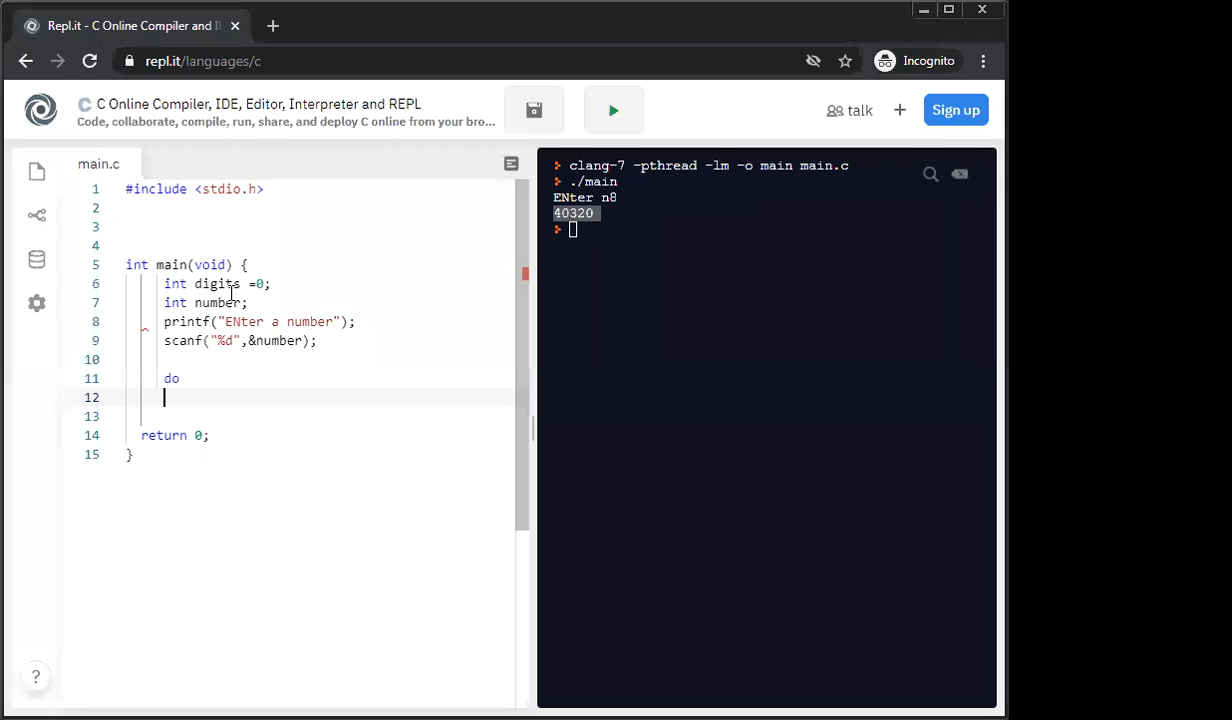 Repl.it - C Online Compiler and I
repl.it/languages/c
Incognito
C Online Compiler, IDE, Editor, Interpreter and REPL
Code, collaborate, compile, run, share, and deploy C online from your bro...
talk
Sign up
main.c
1 #include <stdio.h>
2
3
4
5 int main(void) {
6 int digits =0;
7 int number;
8 printf("ENter a number");
9 scanf("%d",&number);
10
11 do
12
13
14 return 0;
15 }
clang-7 -pthread -lm -o main main.c
./main
ENter n8
40320
?